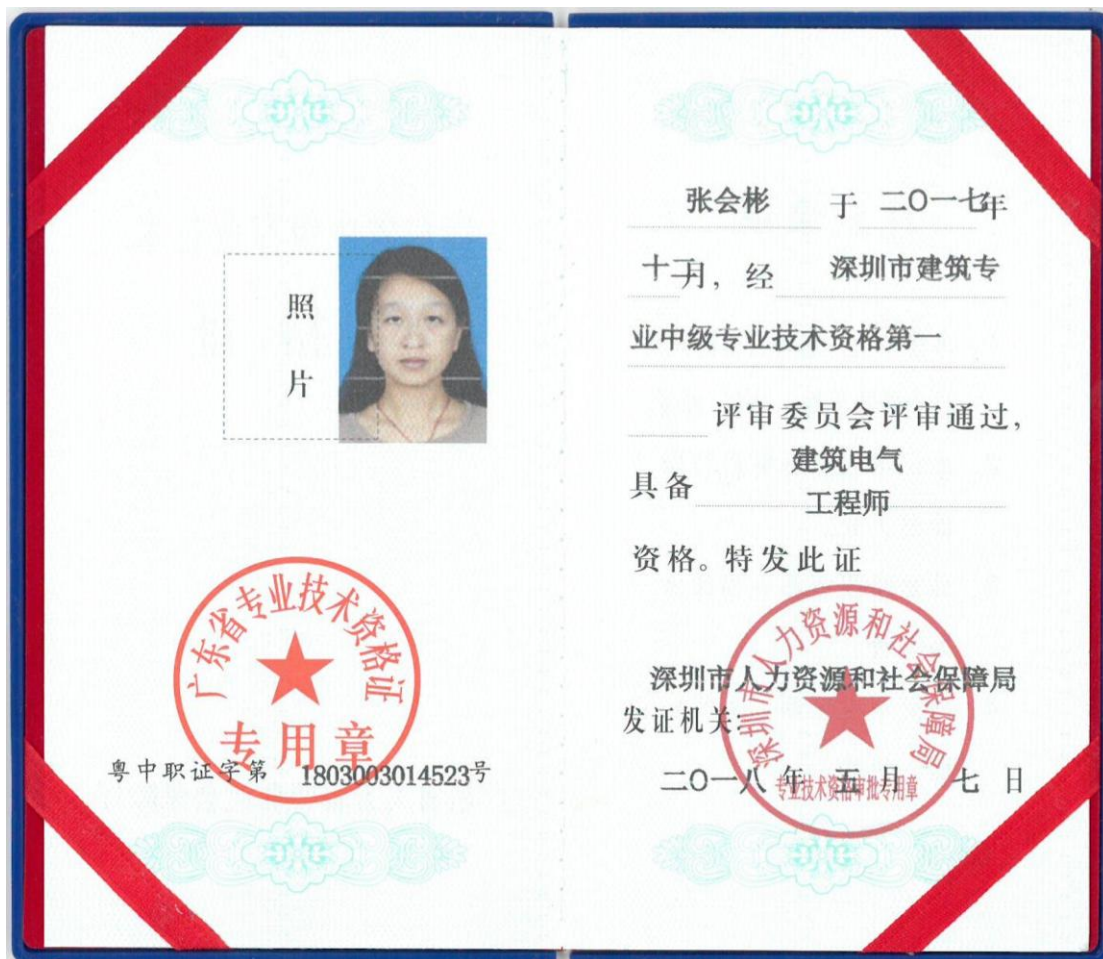 照
片
广东省专业技术资格证
专用章
粤中职证字第 1803003014523号
张会彬 于 二〇一七年
十二月，经 深圳市建筑专
业中级专业技术资格第一
评审委员会评审通过，
建筑电气
具备
工程师
资格。特发此证
深圳市人力资源和社会保障局
深圳市人力资源和社会保障局
发证机关：
二〇一八年 五月 七日
专业技术资格审批专用章